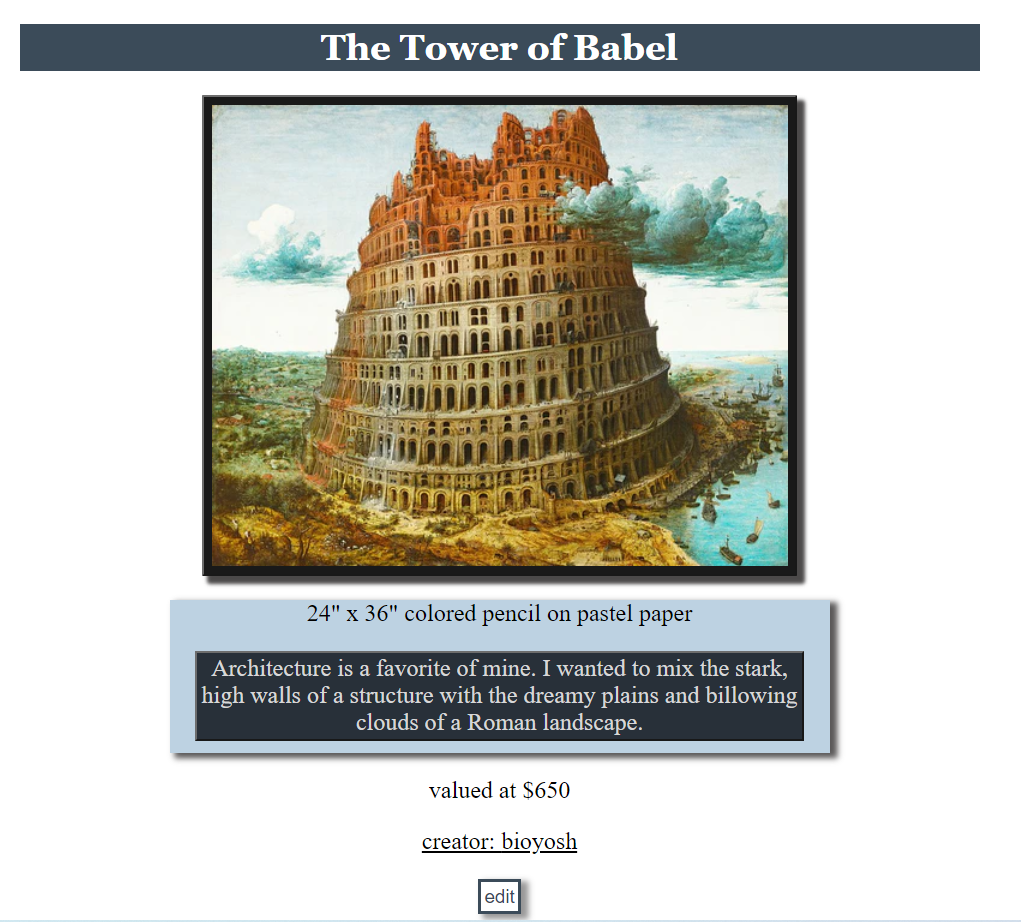 The Tower of Babel
24" x 36" colored pencil on pastel paper
Architecture is a favorite of mine. I wanted to mix the stark,
high walls of a structure with the dreamy plains and billowing
clouds of a Roman landscape.
valued at $650
creator: bioyosh
edit